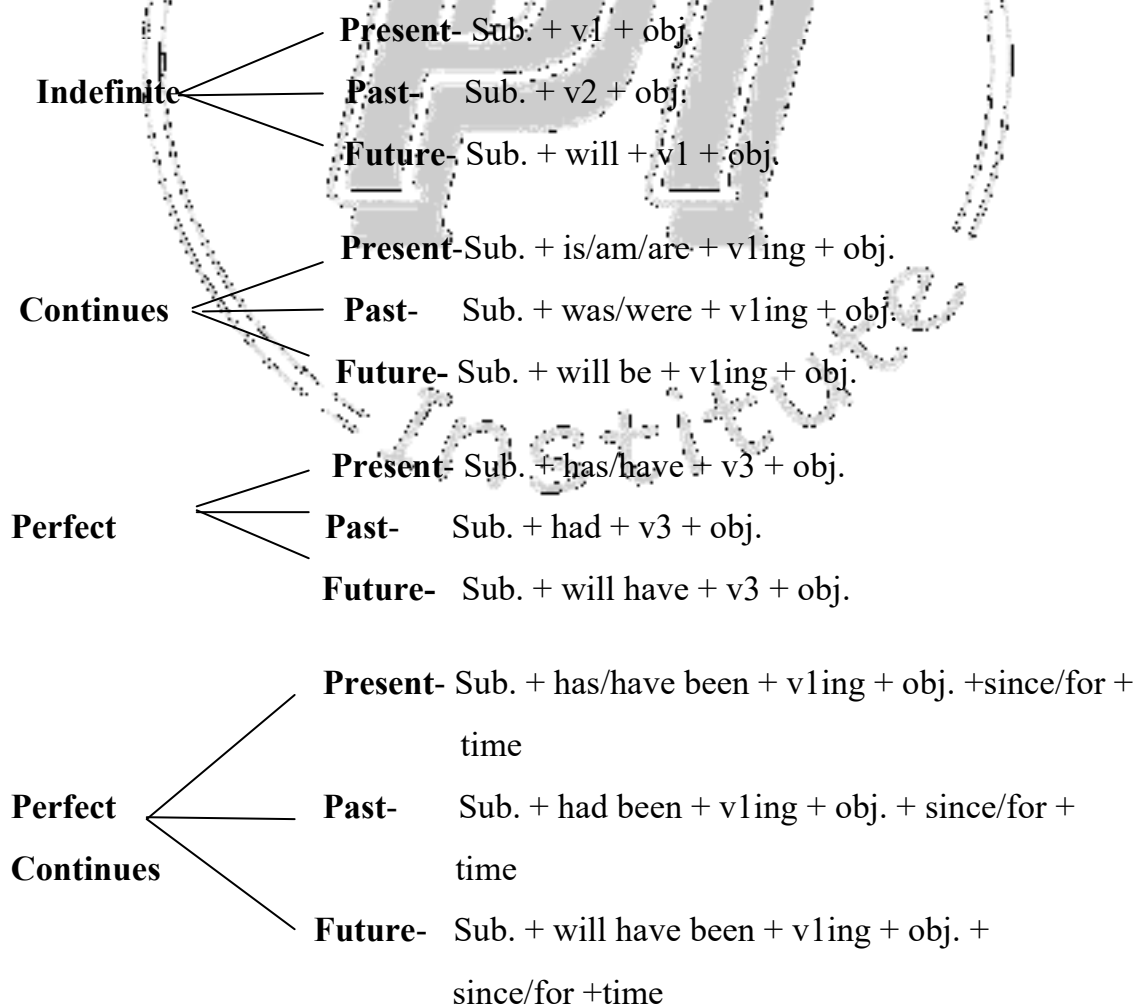 Present- Sub. + v1 + obj.
Indefinite Past- Sub. + v2 + obj.
Future- Sub. + will + v1 + obj.
Present-Sub. + is/am/are + v1ing + obj.
Continues Past- Sub. + was/were + v1ing + obj.
Future- Sub. + will be + v1ing + obj.
Institute
Present- Sub. + has/have + v3 + obj.
Perfect Past- Sub. + had + v3 + obj.
Future- Sub. + will have + v3 + obj.
Present- Sub. + has/have been + v1ing + obj. +since/for +
time
Perfect Past- Sub. + had been + v1ing + obj. + since/for +
Continues time
Future- Sub. + will have been + v1ing + obj. +
since/for +time